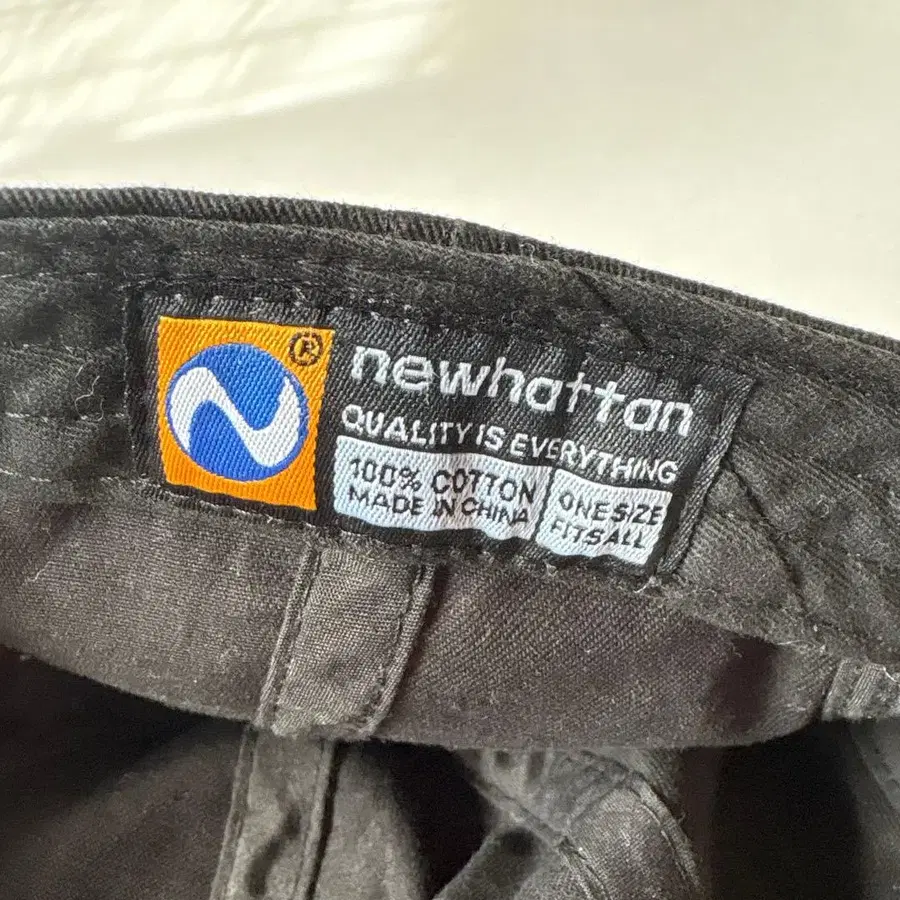 ®
newhattan
QUALITY IS EVERYTHING
100% COTTON
MADE IN CHINA
ONE SIZE
FITS ALL